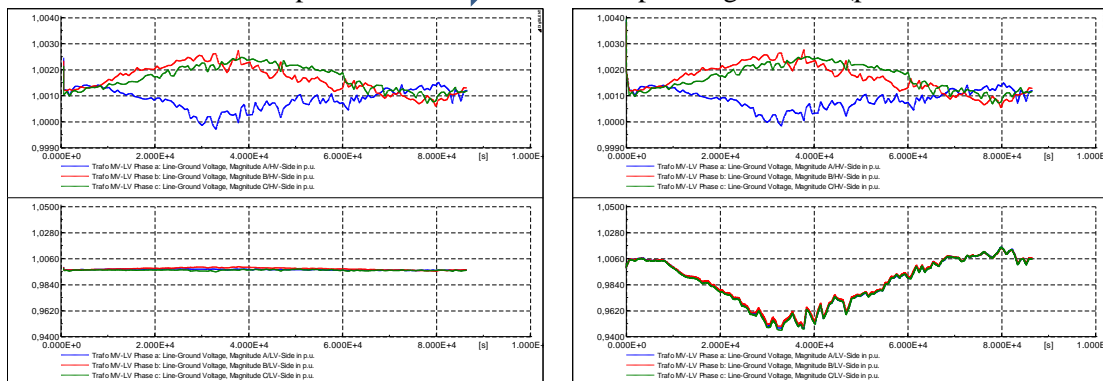 1,0040
1,0030
1,0020
1,0010
1,0000
0,9990
0.000E+0 2.000E+4 4.000E+4 6.000E+4 8.000E+4 [s] 1.000E+
Trafo MV-LV Phase a: Line-Ground Voltage, Magnitude A/HV-Side in p.u.
Trafo MV-LV Phase b: Line-Ground Voltage, Magnitude B/HV-Side in p.u.
Trafo MV-LV Phase c: Line-Ground Voltage, Magnitude C/HV-Side in p.u.
1,0500
1,0280
1,0060
0,9840
0,9620
0,9400
0.000E+0 2.000E+4 4.000E+4 6.000E+4 8.000E+4 [s] 1.000E+
Trafo MV-LV Phase a: Line-Ground Voltage, Magnitude A/LV-Side in p.u.
Trafo MV-LV Phase b: Line-Ground Voltage, Magnitude B/LV-Side in p.u.
Trafo MV-LV Phase c: Line-Ground Voltage, Magnitude C/LV-Side in p.u.
1,0040
1,0030
1,0020
1,0010
1,0000
0,9990
0.000E+0 2.000E+4 4.000E+4 6.000E+4 8.000E+4 [s] 1.000E
Trafo MV-LV Phase a: Line-Ground Voltage, Magnitude A/HV-Side in p.u.
Trafo MV-LV Phase b: Line-Ground Voltage, Magnitude B/HV-Side in p.u.
Trafo MV-LV Phase c: Line-Ground Voltage, Magnitude C/HV-Side in p.u.
1,0500
1,0280
1,0060
0,9840
0,9620
0,9400
0.000E+0 2.000E+4 4.000E+4 6.000E+4 8.000E+4 [s] 1.000E
Trafo MV-LV Phase a: Line-Ground Voltage, Magnitude A/LV-Side in p.u.
Trafo MV-LV Phase b: Line-Ground Voltage, Magnitude B/LV-Side in p.u.
Trafo MV-LV Phase c: Line-Ground Voltage, Magnitude C/LV-Side in p.u.